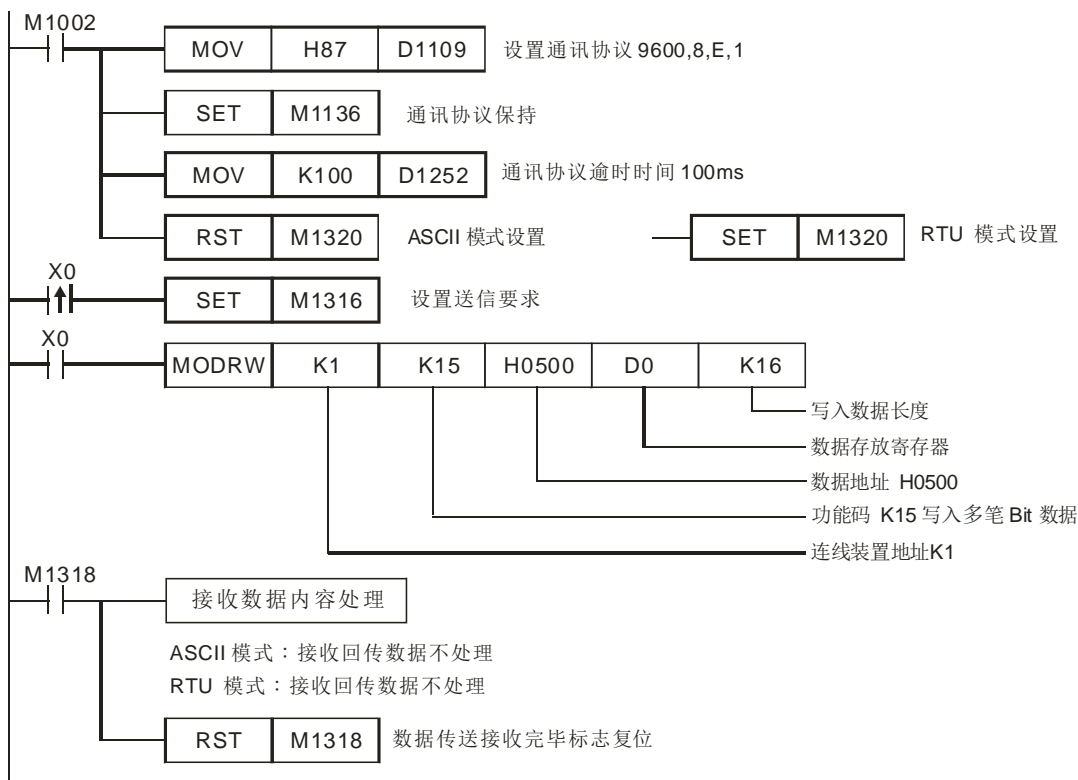 M1002
MOV H87 D1109 设置通讯协议 9600,8,E,1
SET M1136 通讯协议保持
MOV K100 D1252 通讯协议逾时时间 100ms
RST M1320 ASCII 模式设置 SET M1320 RTU 模式设置
X0
SET M1316 设置送信要求
X0
MODRW K1 K15 H0500 D0 K16
写入数据长度
数据存放寄存器
数据地址 H0500
功能码 K15 写入多笔 Bit 数据
连线装置地址K1
M1318
接收数据内容处理
ASCII 模式：接收回传数据不处理
RTU 模式：接收回传数据不处理
RST M1318 数据传送接收完毕标志复位